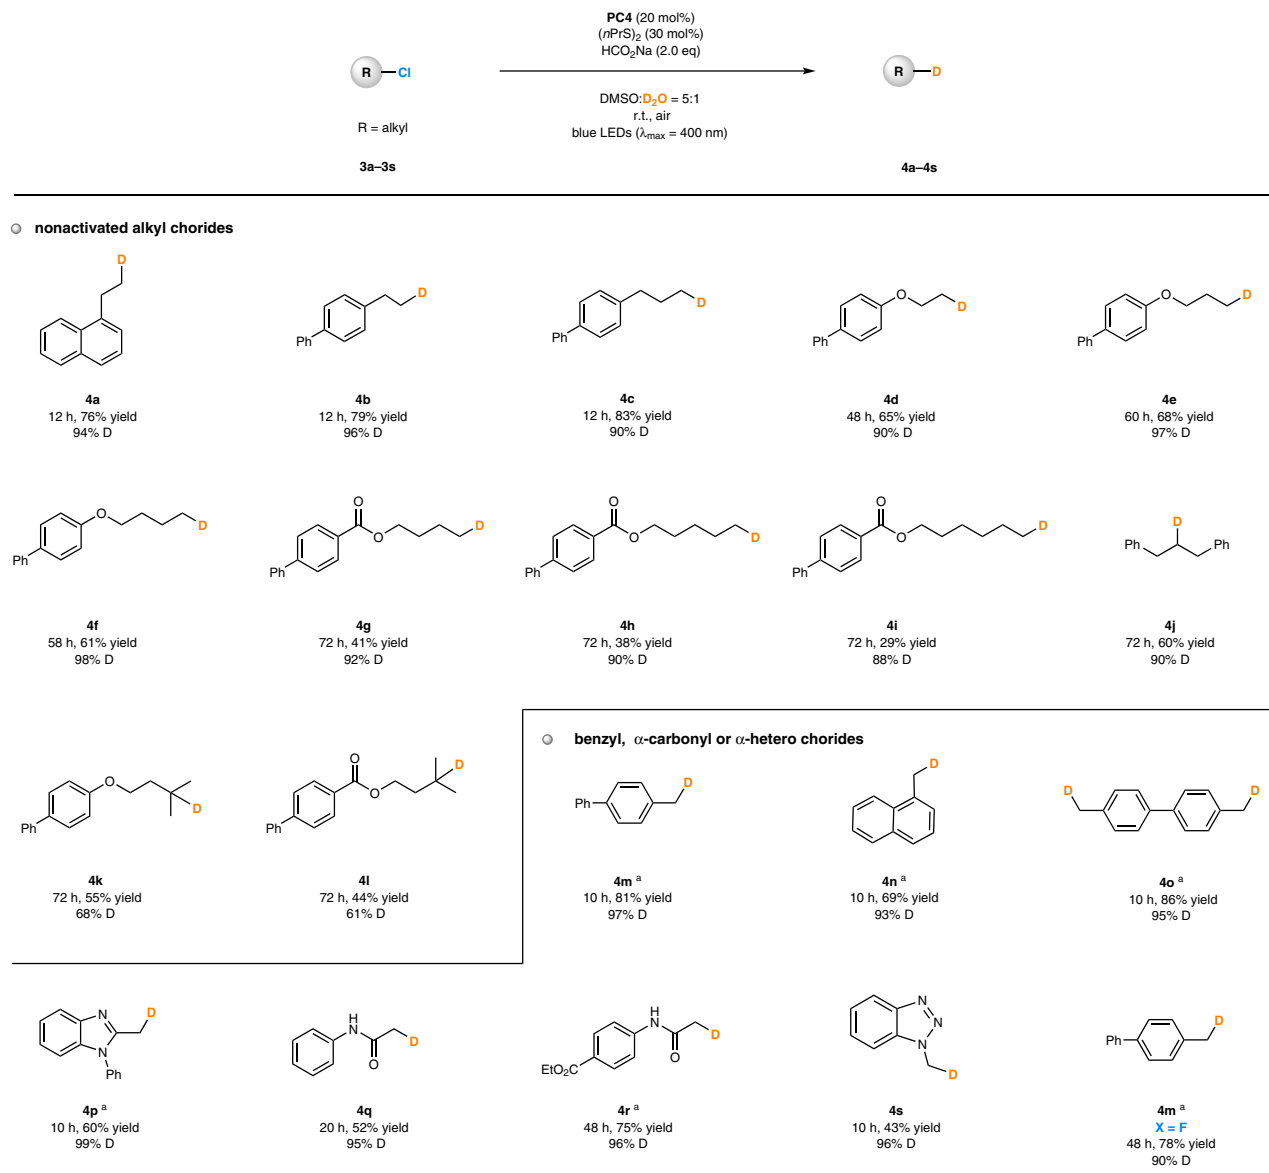 PC4 (20 mol%)
(nPrS)2 (30 mol%)
HCO2Na (2.0 eq)
R Cl
R D
DMSO:D2O = 5:1
r.t., air
blue LEDs (λmax = 400 nm)
R = alkyl
3a–3s
4a–4s
nonactivated alkyl chorides
D
D
Ph
D
Ph
O
D
Ph
O
D
Ph
4a
12 h, 76% yield
94% D
4b
12 h, 79% yield
96% D
4c
12 h, 83% yield
90% D
4d
48 h, 65% yield
90% D
4e
60 h, 68% yield
97% D
O
D
Ph
O
O
D
Ph
O
O
D
Ph
O
O
D
Ph
D
Ph
Ph
4f
58 h, 61% yield
98% D
4g
72 h, 41% yield
92% D
4h
72 h, 38% yield
90% D
4i
72 h, 29% yield
88% D
4j
72 h, 60% yield
90% D
benzyl, α-carbonyl or α-hetero chorides
O
D
Ph
O
O
D
Ph
D
Ph
D
D
D
4k
72 h, 55% yield
68% D
4l
72 h, 44% yield
61% D
4m a
10 h, 81% yield
97% D
4n a
10 h, 69% yield
93% D
4o a
10 h, 86% yield
95% D
N
N
D
Ph
H
N
O
D
H
N
O
D
EtO2C
N
N
N
D
D
Ph
4p a
10 h, 60% yield
99% D
4q
20 h, 52% yield
95% D
4r a
48 h, 75% yield
96% D
4s
10 h, 43% yield
96% D
4m a
X = F
48 h, 78% yield
90% D